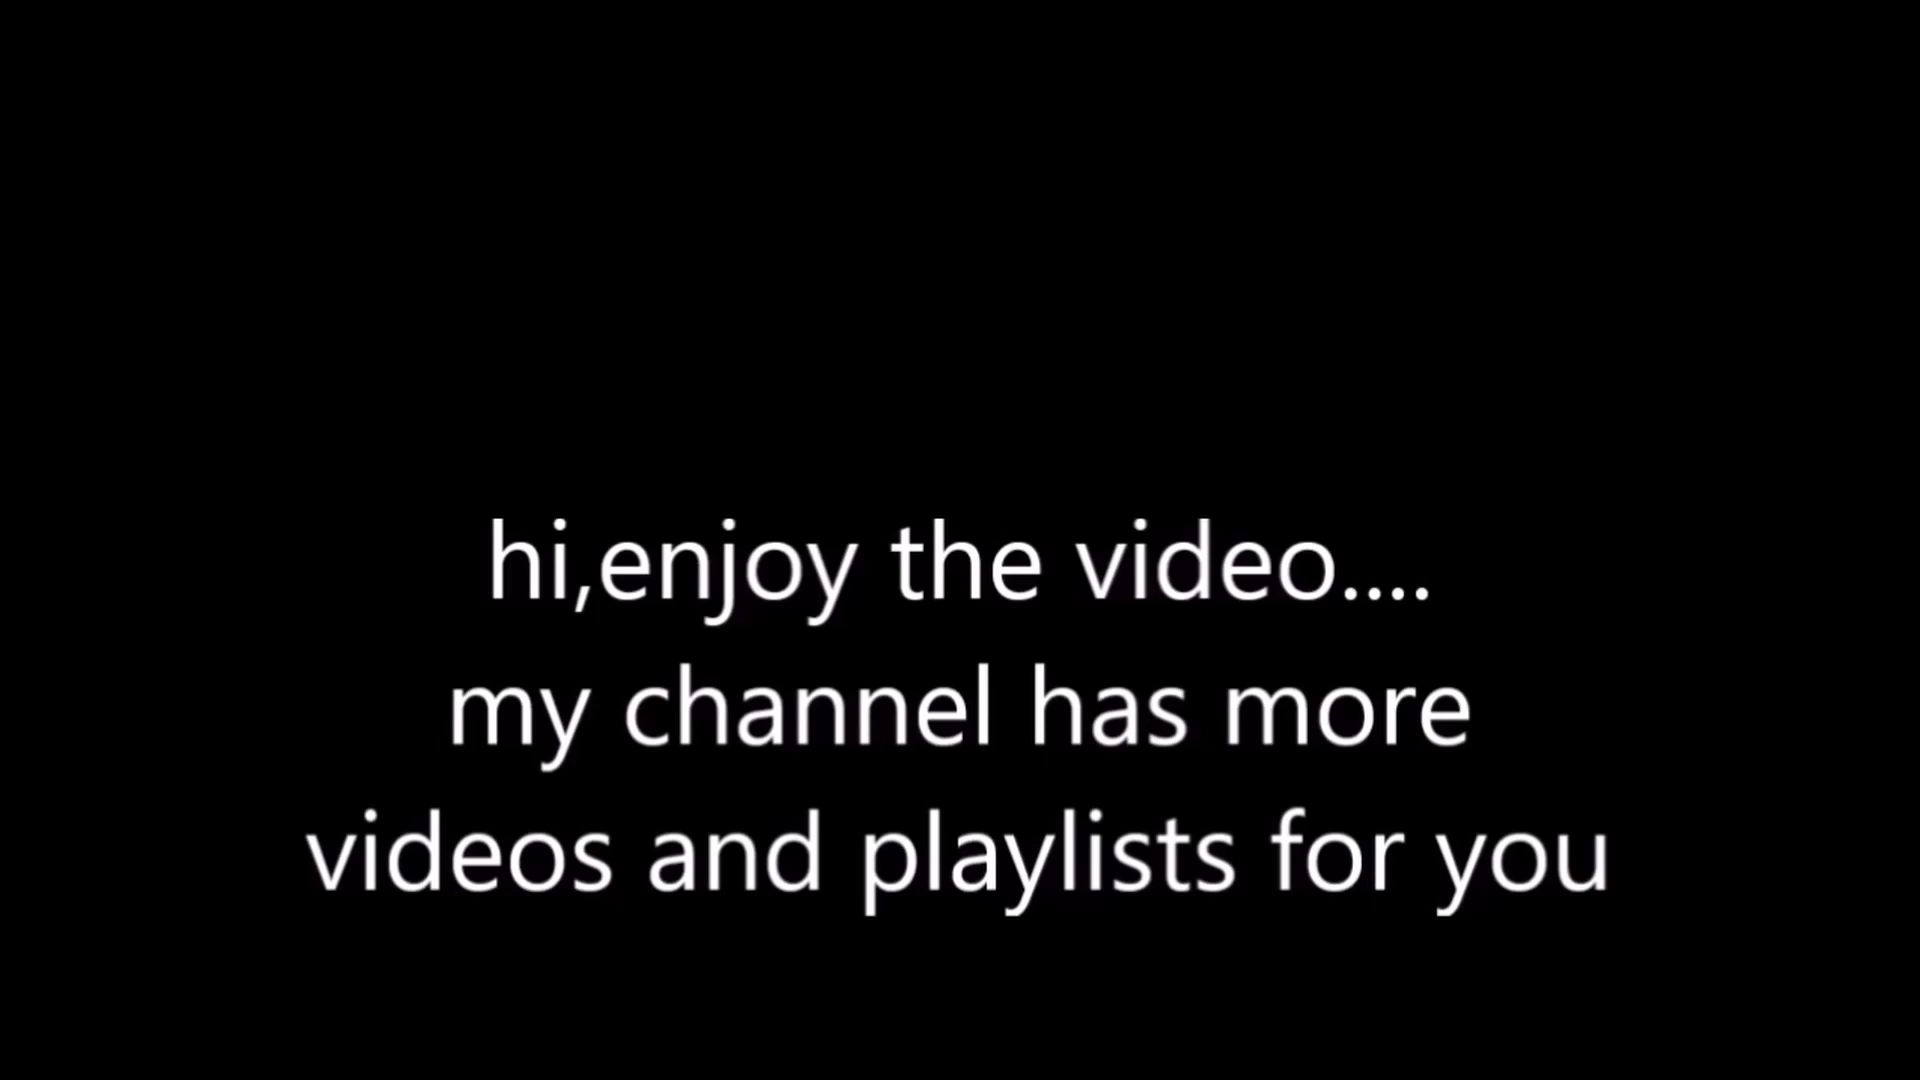 hi,enjoy the video....
my channel has more
videos and playlists for you